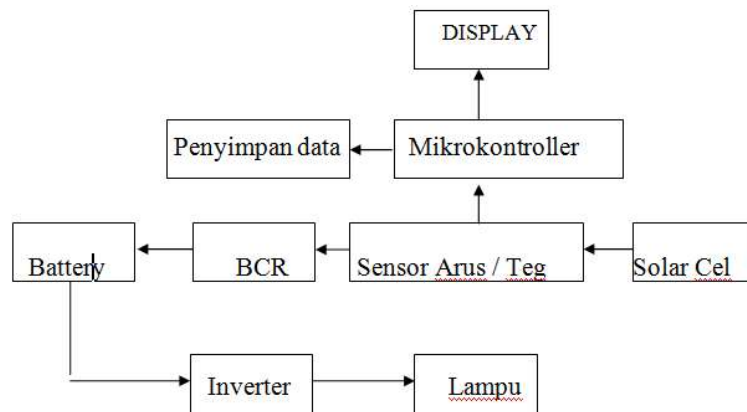 DISPLAY
Penyimpan data
Mikrokontroller
Battery
BCR
Sensor Arus / Teg
Solar Cel
Inverter
Lampu